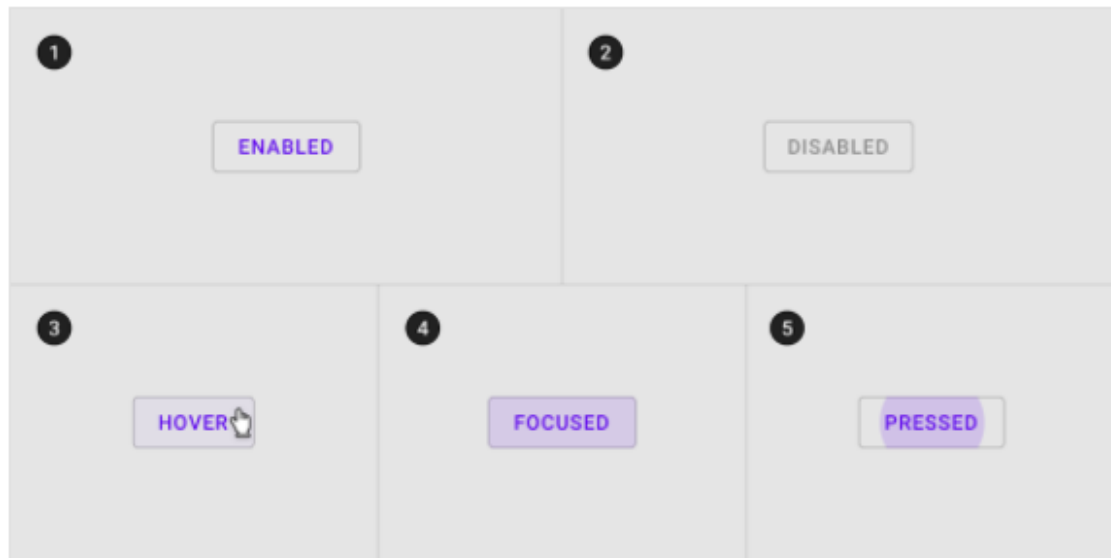 1
2
ENABLED
DISABLED
3
4
5
HOVER
FOCUSED
PRESSED